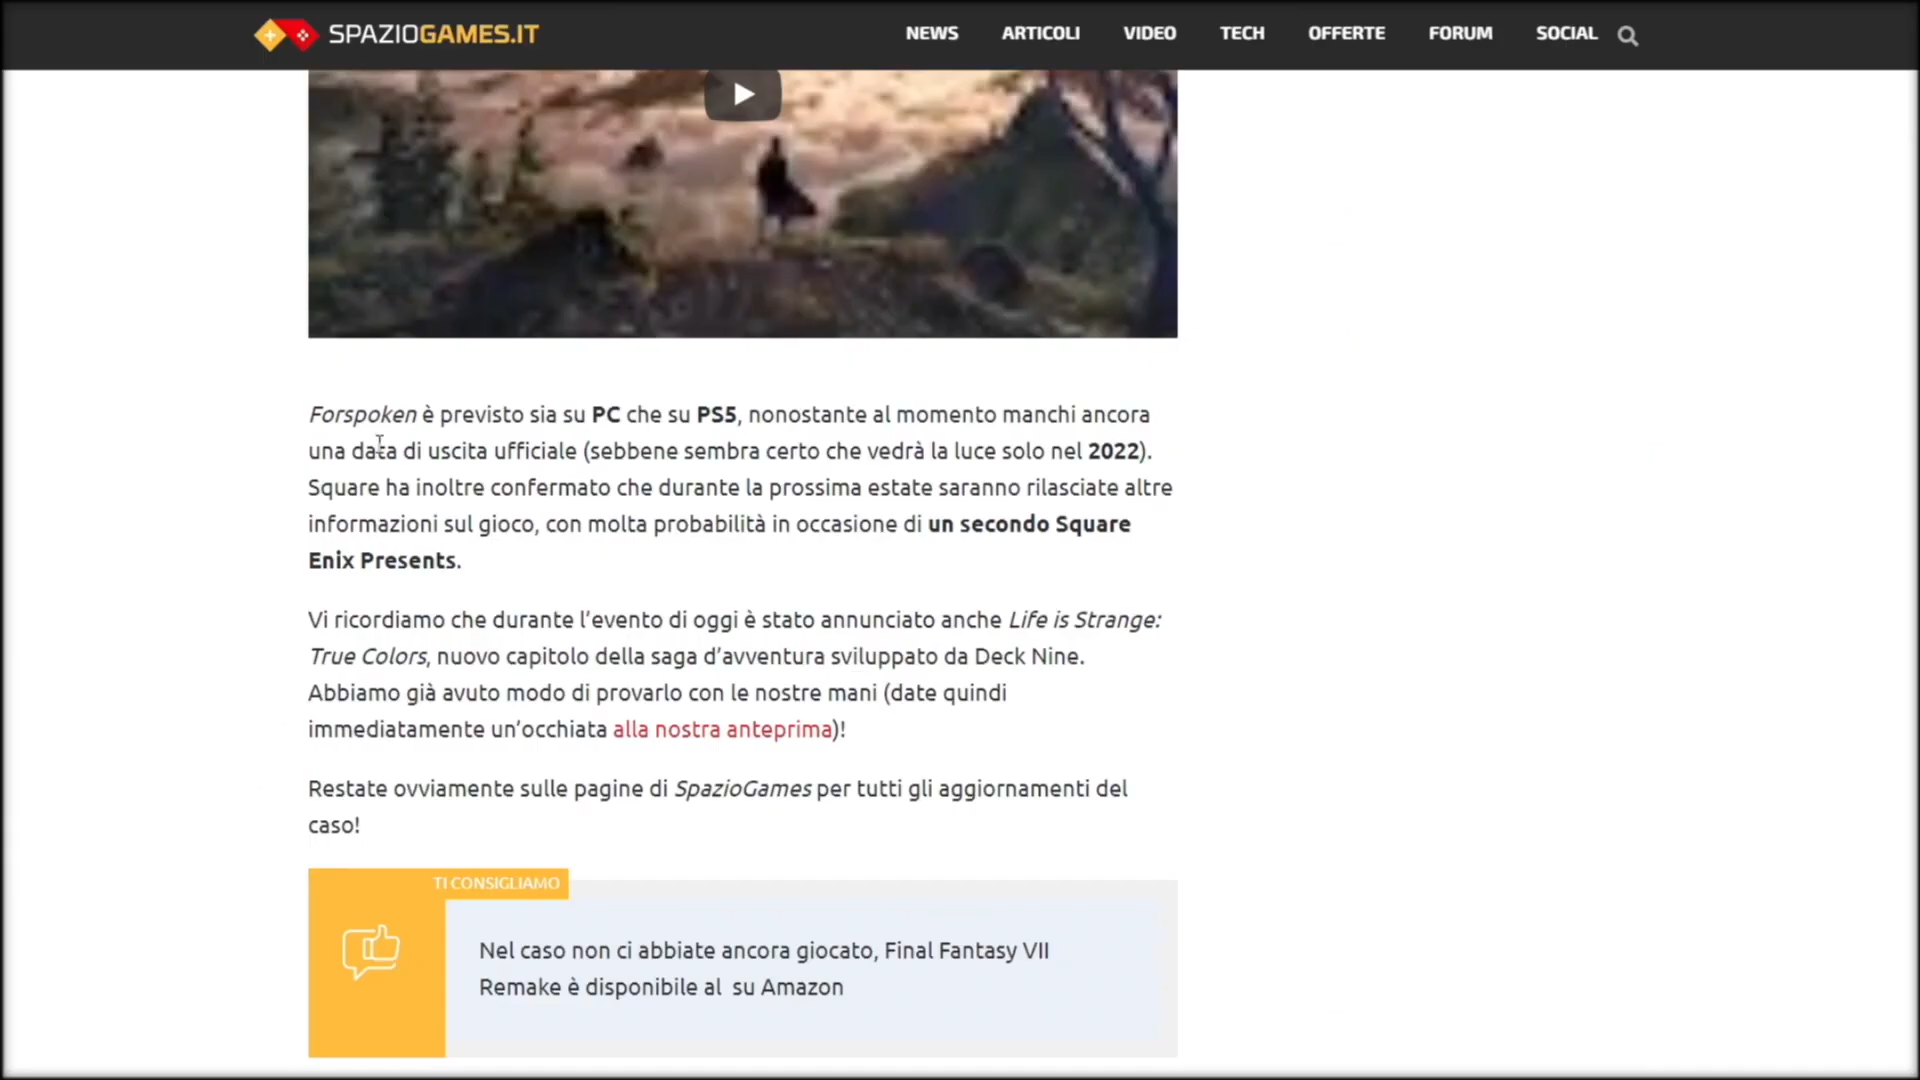 SPAZIOGAMES.IT
NEWS ARTICOLI VIDEO TECH OFFERTE FORUM SOCIAL
Forspoken è previsto sia su PC che su PS5, nonostante al momento manchi ancora
una data di uscita ufficiale (sebbene sembra certo che vedrà la luce solo nel 2022).
Square ha inoltre confermato che durante la prossima estate saranno rilasciate altre
informazioni sul gioco, con molta probabilità in occasione di un secondo Square
Enix Presents.
Vi ricordiamo che durante l’evento di oggi è stato annunciato anche Life is Strange:
True Colors, nuovo capitolo della saga d’avventura sviluppato da Deck Nine.
Abbiamo già avuto modo di provarlo con le nostre mani (date quindi
immediatamente un’occhiata alla nostra anteprima)!
Restate ovviamente sulle pagine di SpazioGames per tutti gli aggiornamenti del
caso!
TI CONSIGLIAMO
Nel caso non ci abbiate ancora giocato, Final Fantasy VII
Remake è disponibile al su Amazon